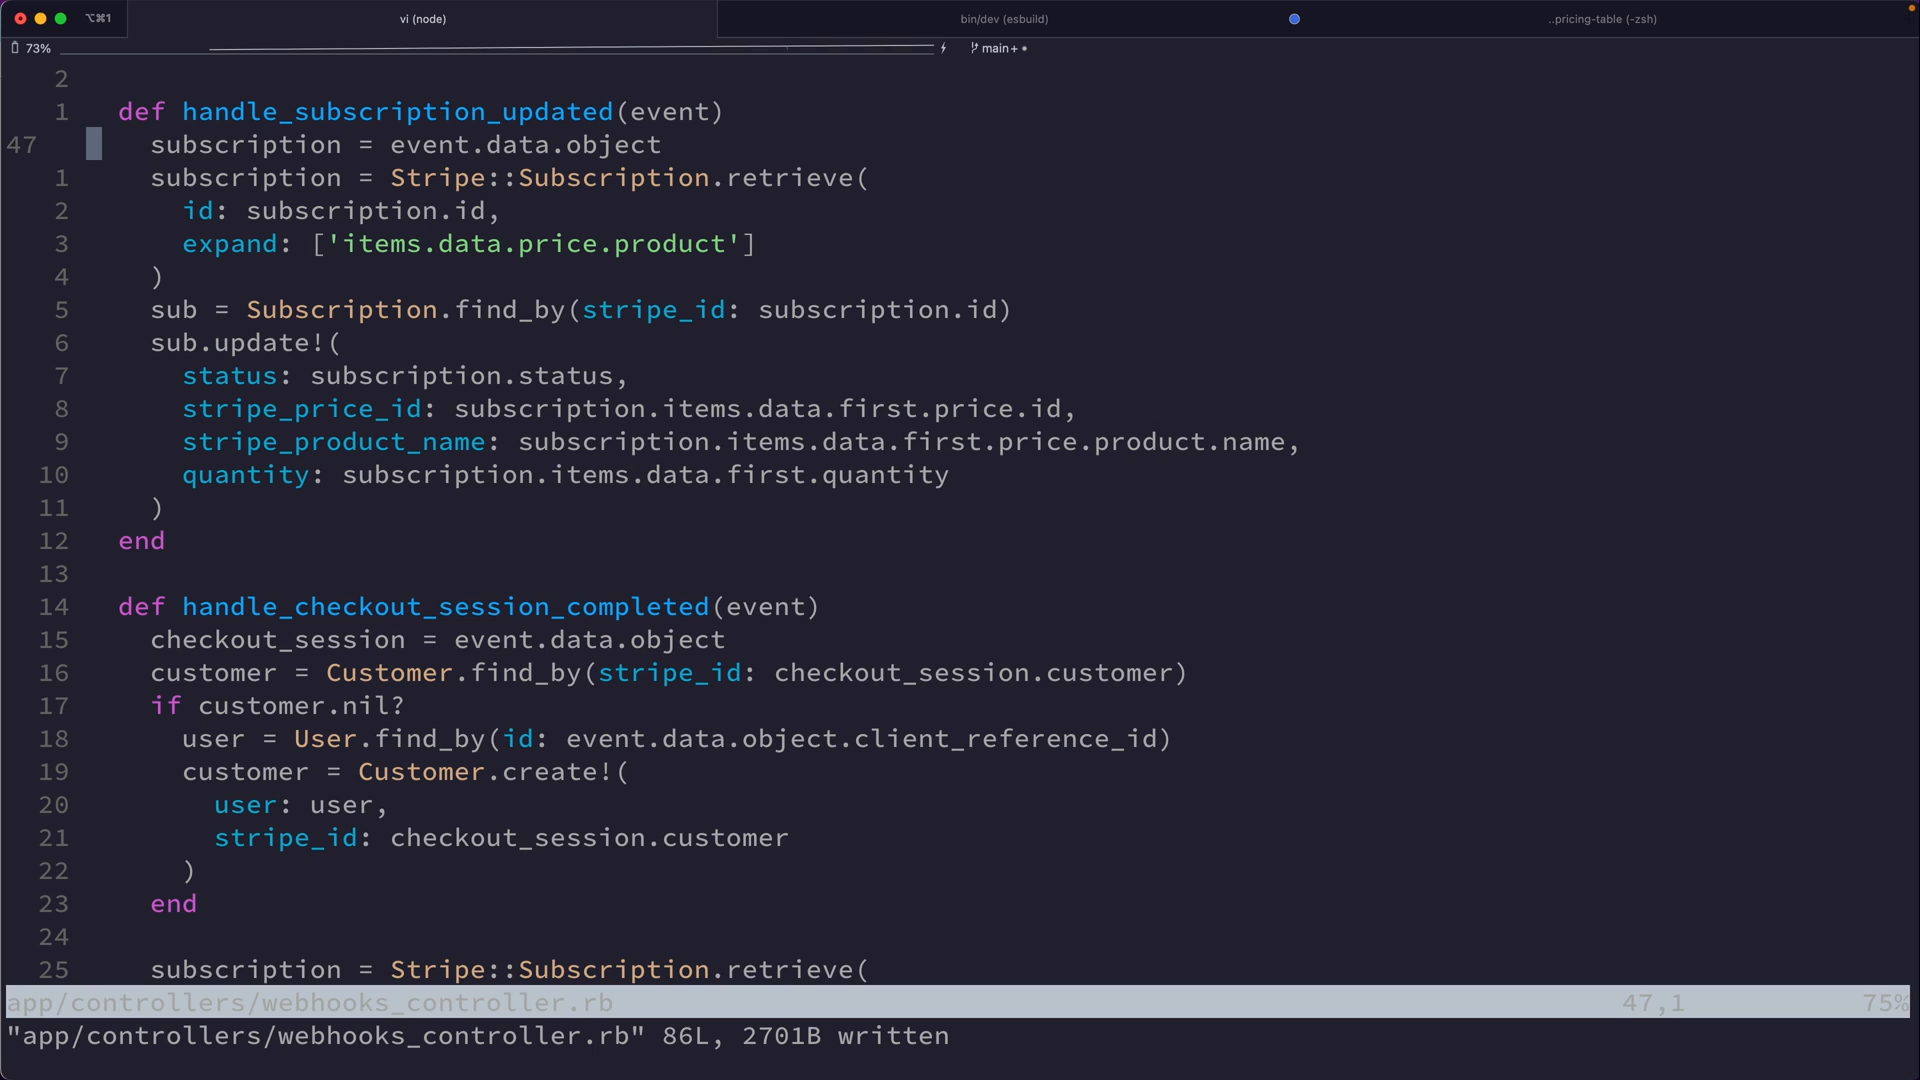 ⌥⌘1 vi (node) bin/dev (esbuild) ..pricing-table (-zsh)
73% main+ •
2
1 def handle_subscription_updated(event)
47 subscription = event.data.object
1 subscription = Stripe::Subscription.retrieve(
2 id: subscription.id,
3 expand: ['items.data.price.product']
4 )
5 sub = Subscription.find_by(stripe_id: subscription.id)
6 sub.update!(
7 status: subscription.status,
8 stripe_price_id: subscription.items.data.first.price.id,
9 stripe_product_name: subscription.items.data.first.price.product.name,
10 quantity: subscription.items.data.first.quantity
11 )
12 end
13
14 def handle_checkout_session_completed(event)
15 checkout_session = event.data.object
16 customer = Customer.find_by(stripe_id: checkout_session.customer)
17 if customer.nil?
18 user = User.find_by(id: event.data.object.client_reference_id)
19 customer = Customer.create!(
20 user: user,
21 stripe_id: checkout_session.customer
22 )
23 end
24
25 subscription = Stripe::Subscription.retrieve(
app/controllers/webhooks_controller.rb 47,1 75%
"app/controllers/webhooks_controller.rb" 86L, 2701B written